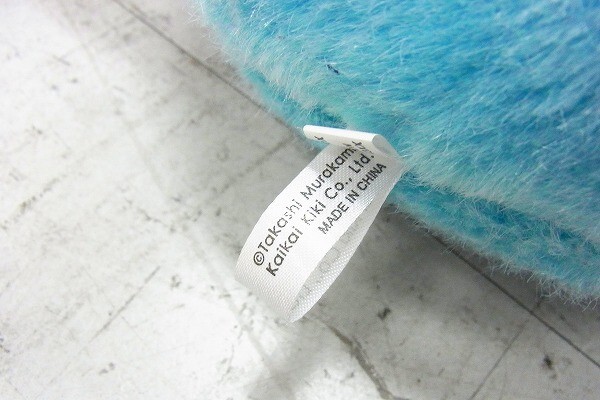 ©Takashi Murakami
Kaikai Kiki Co., Ltd.
MADE IN CHINA